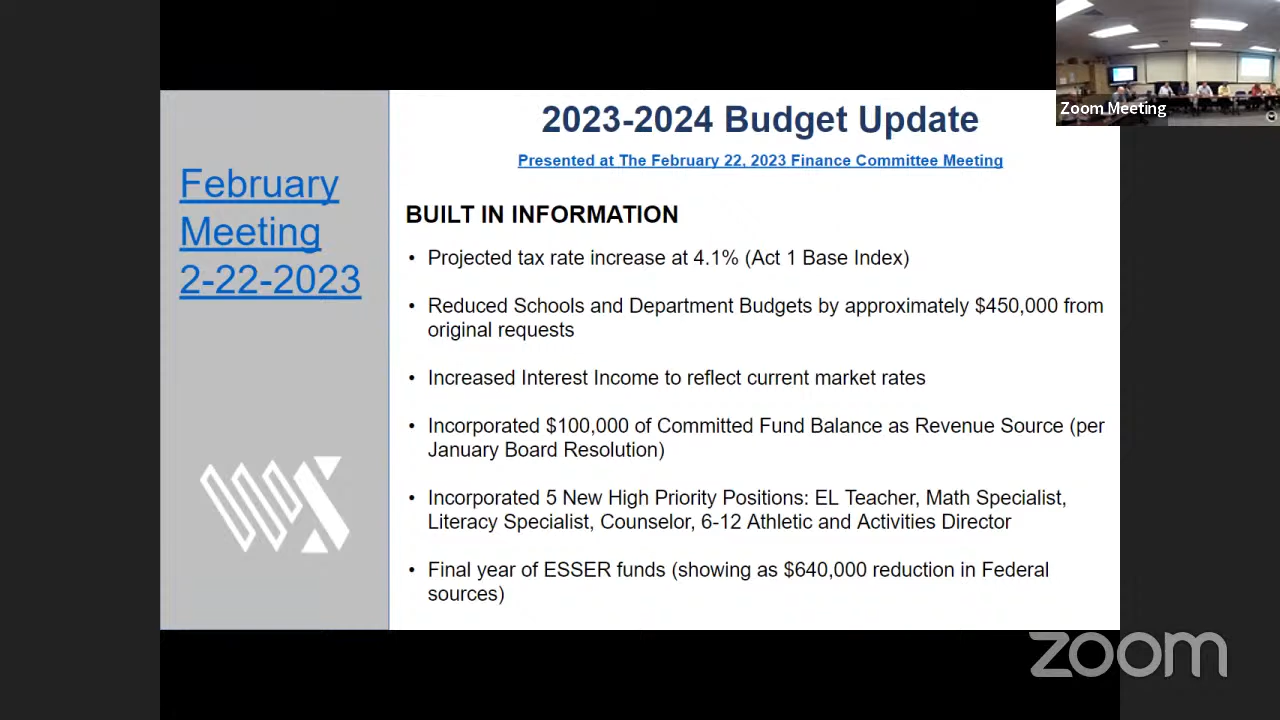 2023-2024 Budget Update
Zoom Meeting
Presented at The February 22, 2023 Finance Committee Meeting
February
Meeting
2-22-2023
BUILT IN INFORMATION
• Projected tax rate increase at 4.1% (Act 1 Base Index)
• Reduced Schools and Department Budgets by approximately $450,000 from
original requests
• Increased Interest Income to reflect current market rates
• Incorporated $100,000 of Committed Fund Balance as Revenue Source (per
January Board Resolution)
• Incorporated 5 New High Priority Positions: EL Teacher, Math Specialist,
Literacy Specialist, Counselor, 6-12 Athletic and Activities Director
• Final year of ESSER funds (showing as $640,000 reduction in Federal
sources)
WX
zoom